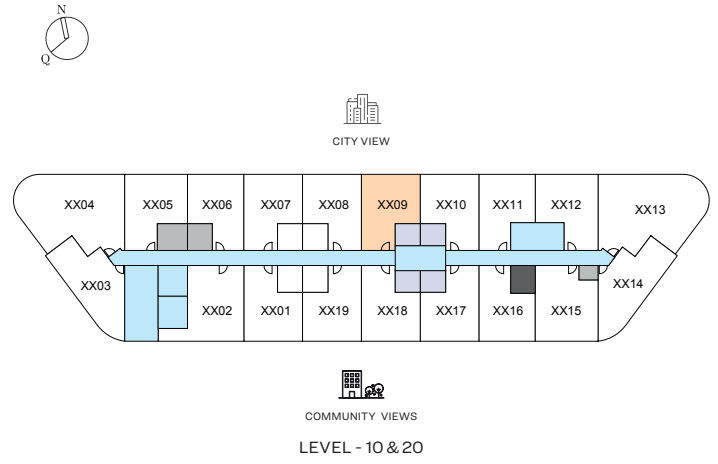 N
Q
CITY VIEW
XX04 XX05 XX06 XX07 XX08 XX09 XX10 XX11 XX12 XX13
XX03 XX14
XX02 XX01 XX19 XX18 XX17 XX16 XX15
COMMUNITY VIEWS
LEVEL - 10 & 20